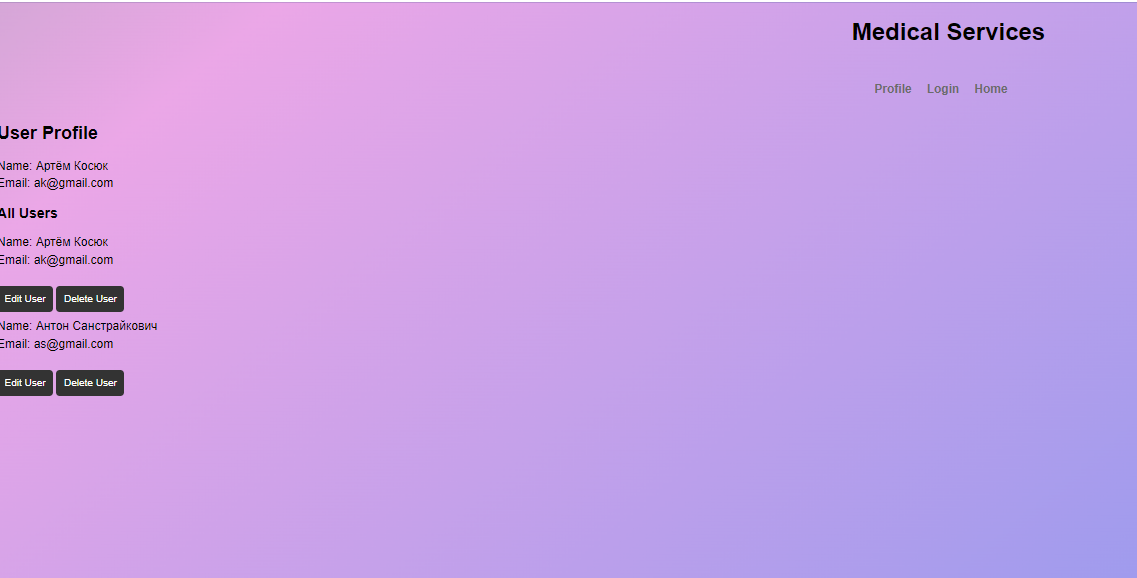 Medical Services
Profile Login Home
User Profile
Name: Артём Косюк
Email: ak@gmail.com
All Users
Name: Артём Косюк
Email: ak@gmail.com
Edit User Delete User
Name: Антон Санстрайкович
Email: as@gmail.com
Edit User Delete User